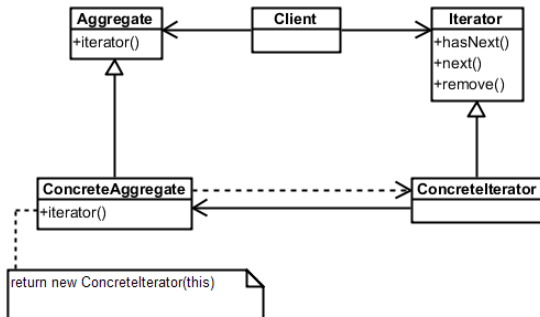 Aggregate
+iterator()
Client
Iterator
+hasNext()
+next()
+remove()
ConcreteAggregate
+iterator()
ConcreteIterator
return new ConcreteIterator(this)